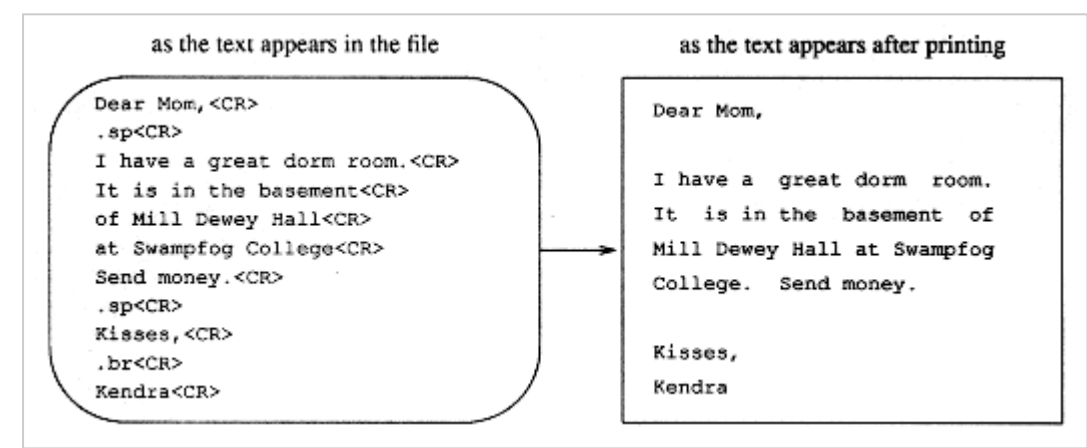 as the text appears in the file
Dear Mom,<CR>
.sp<CR>
I have a great dorm room.<CR>
It is in the basement<CR>
of Mill Dewey Hall<CR>
at Swampfog College<CR>
Send money.<CR>
.sp<CR>
Kisses,<CR>
.br<CR>
Kendra<CR>
as the text appears after printing
Dear Mom,
I have a great dorm room.
It is in the basement of
Mill Dewey Hall at Swampfog
College. Send money.
Kisses,
Kendra